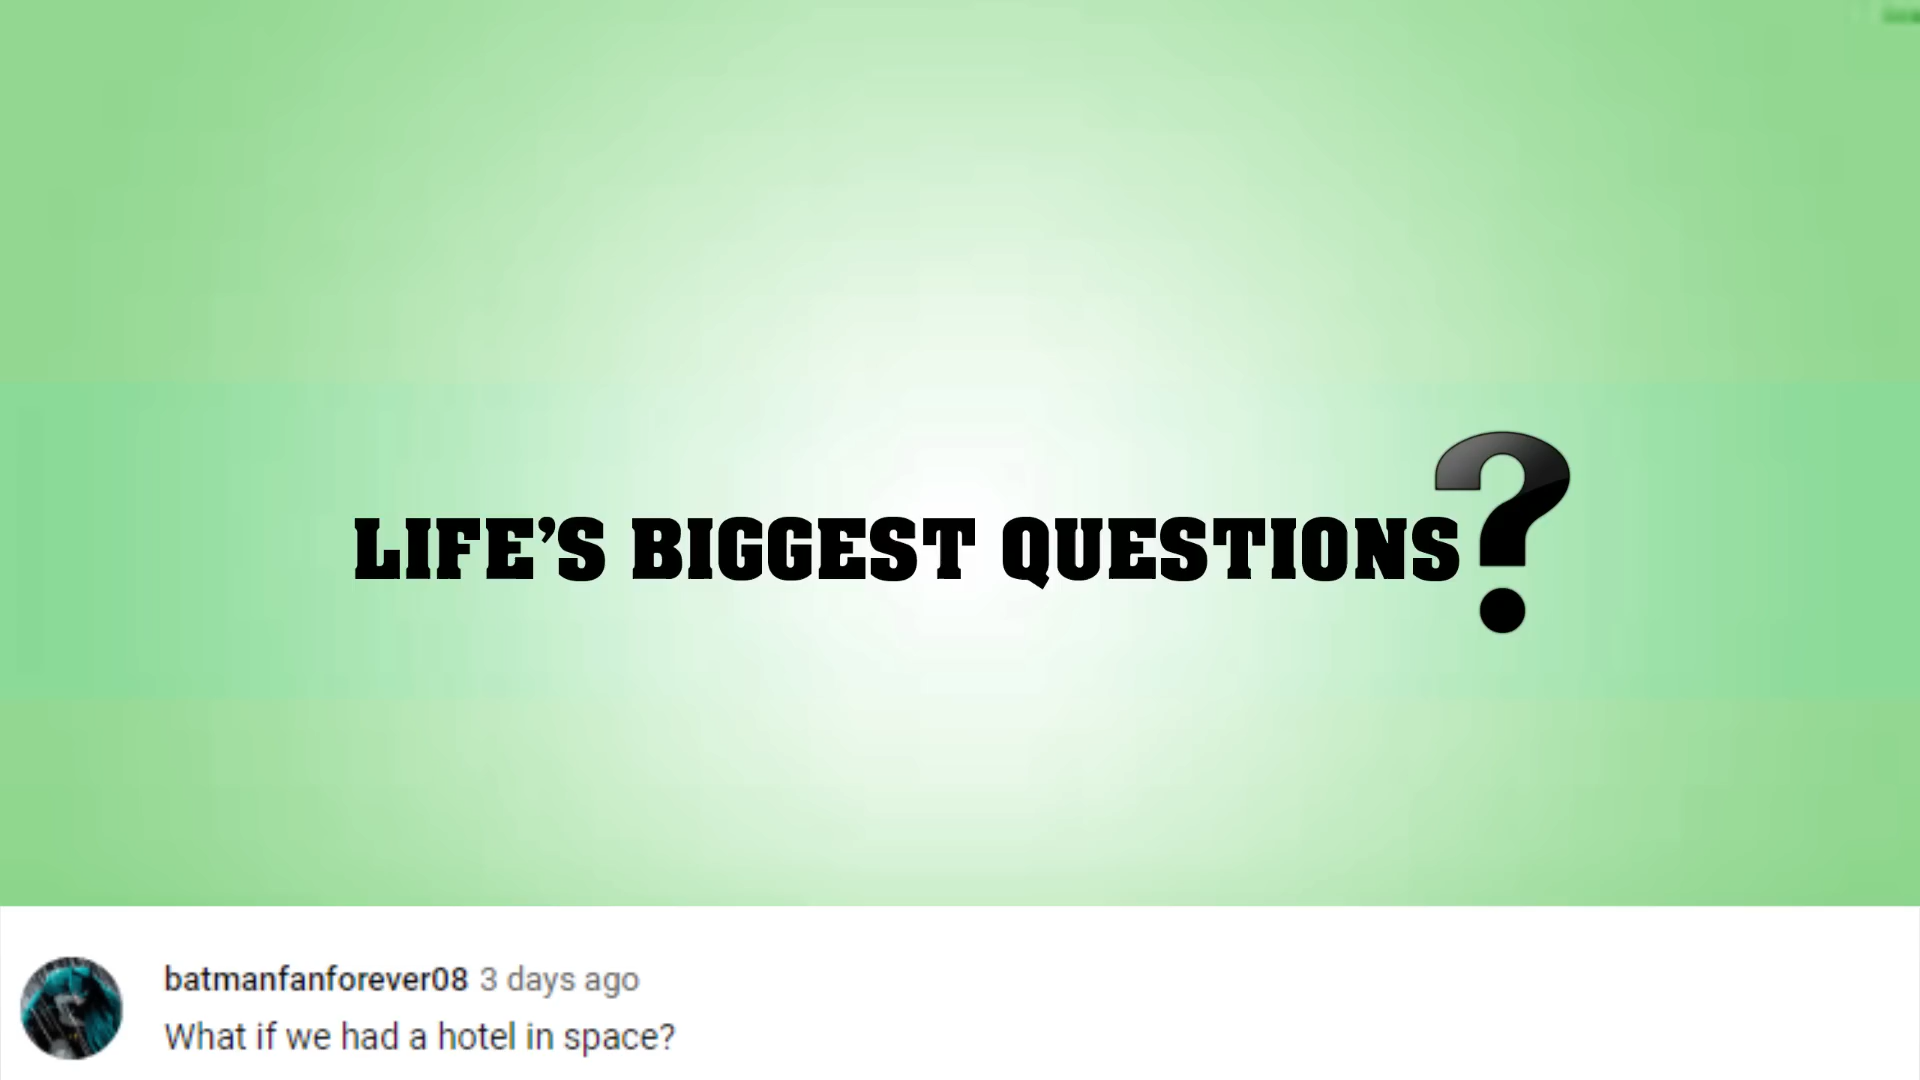 LIFE’S BIGGEST QUESTIONS?
batmanfanforever08 3 days ago
What if we had a hotel in space?